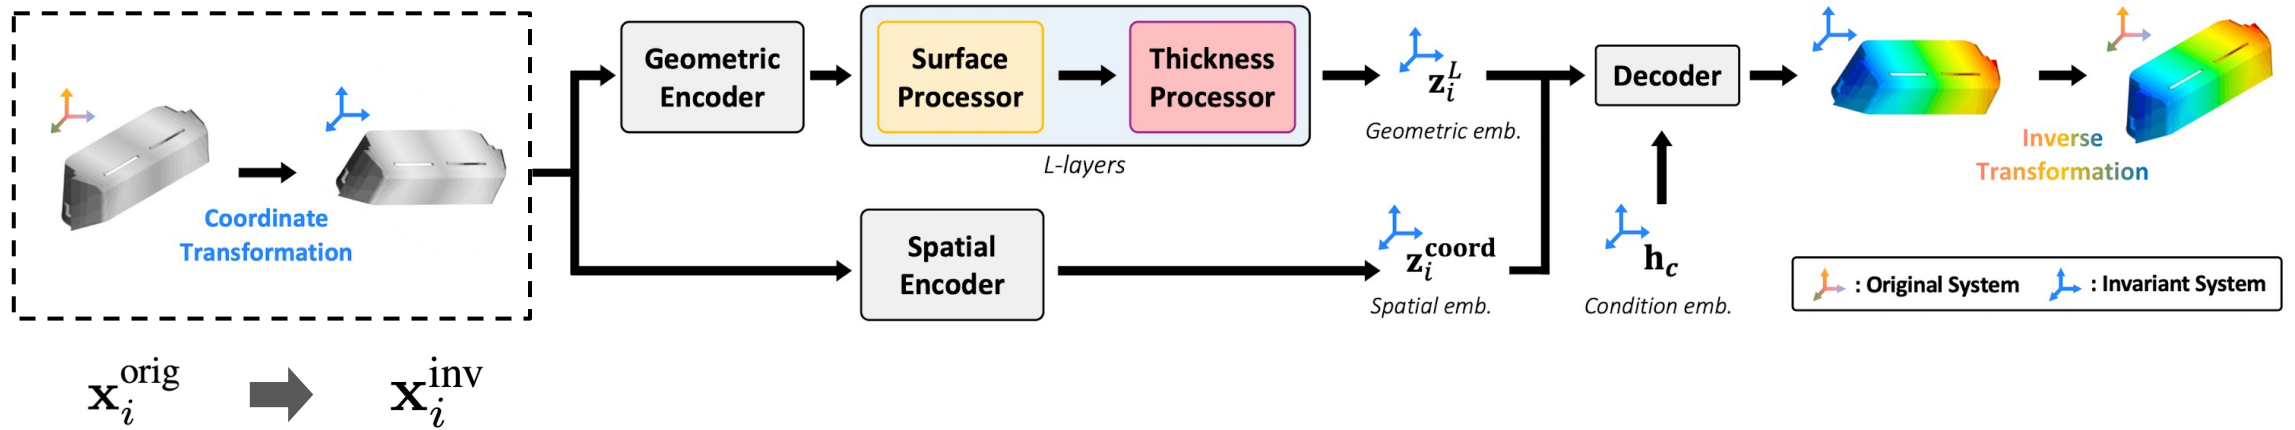 Coordinate
Transformation
x_i^orig
x_i^inv
Geometric
Encoder
Surface
Processor
Thickness
Processor
L-layers
Spatial
Encoder
z_i^L
Geometric emb.
z_i^coord
Spatial emb.
Decoder
h_c
Condition emb.
Inverse
Transformation
: Original System
: Invariant System